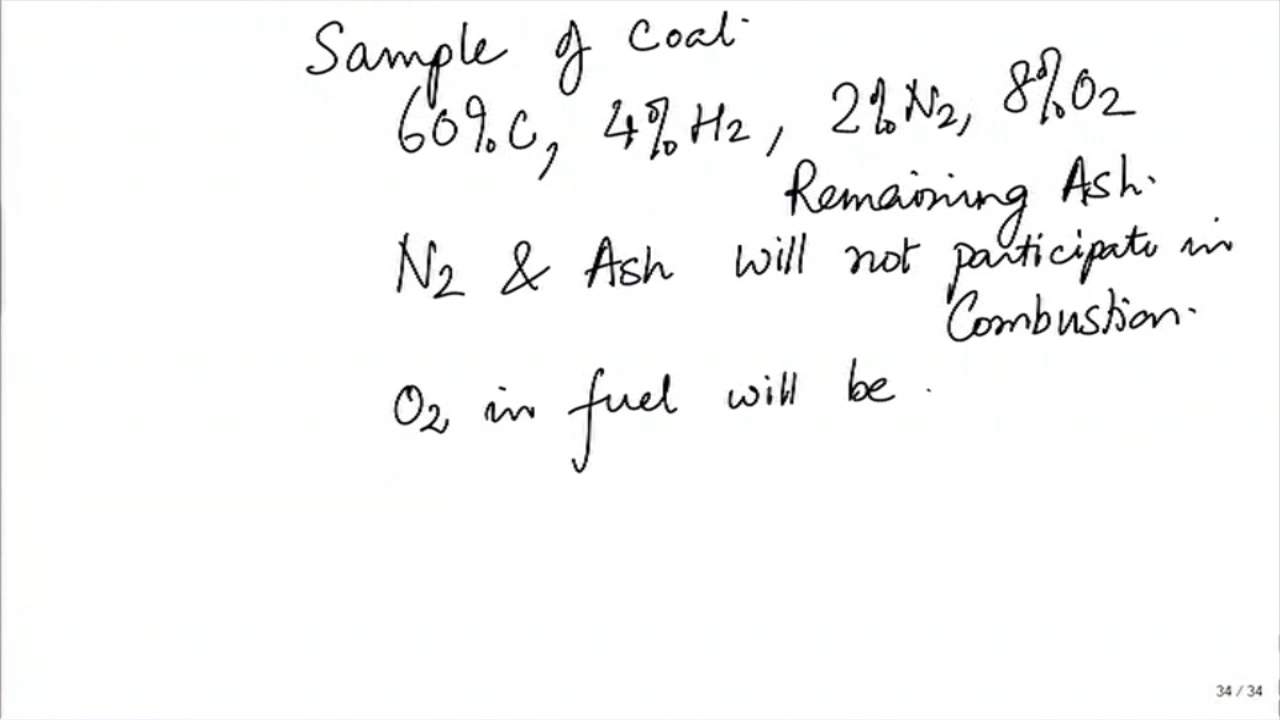 Sample of Coal.
60%C, 4%H2, 2%N2, 8%O2
Remaining Ash.
N2 & Ash will not participate in
Combustion.
O2 in fuel will be.
34 / 34